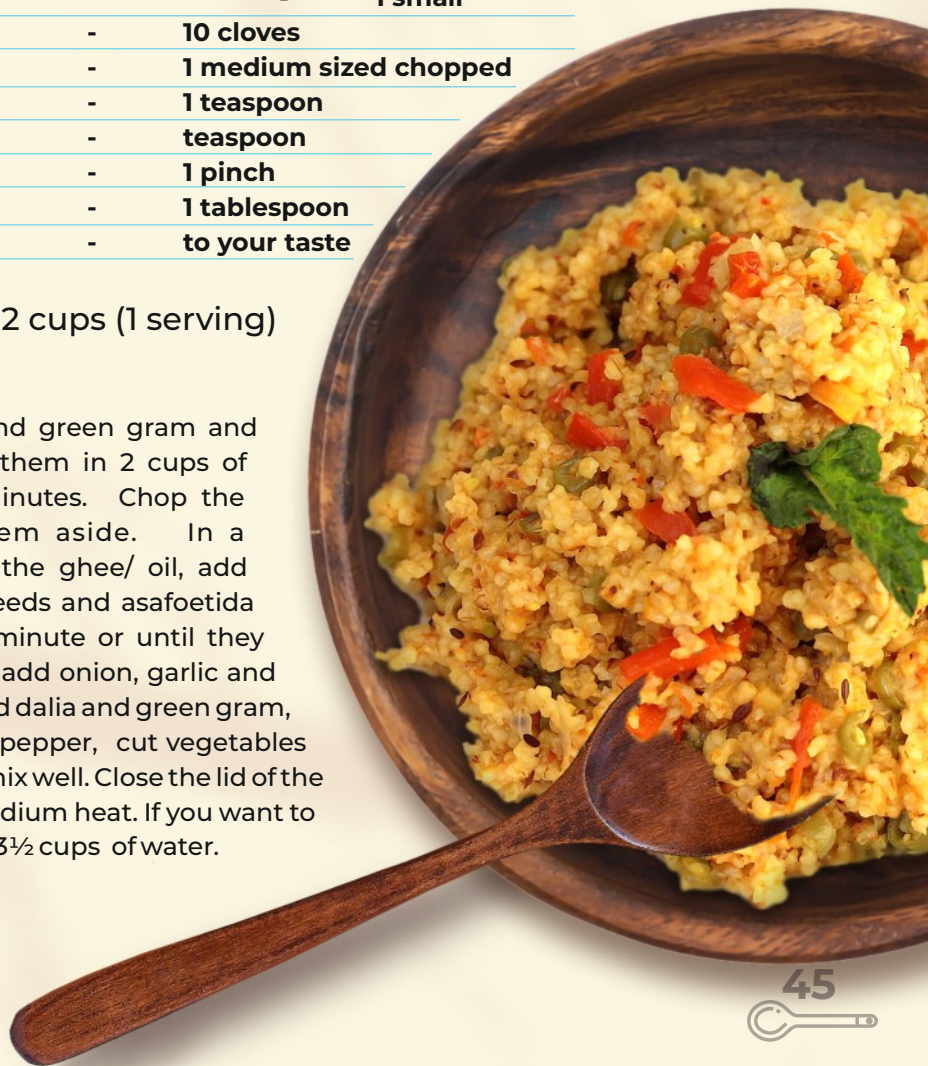 1 small
- 10 cloves
- 1 medium sized chopped
- 1 teaspoon
- teaspoon
- 1 pinch
- 1 tablespoon
- to your taste
2 cups (1 serving)
nd green gram and
them in 2 cups of
inutes. Chop the
em aside. In a
the ghee/ oil, add
eeds and asafoetida
minute or until they
add onion, garlic and
d dalia and green gram,
pepper, cut vegetables
nix well. Close the lid of the
dium heat. If you want to
3½ cups of water.
45